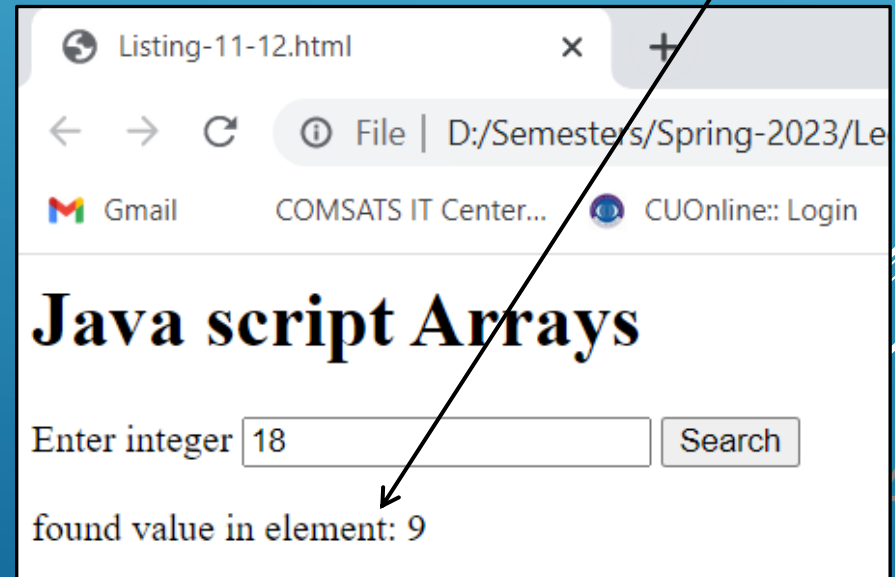 Listing-11-12.html
File | D:/Semesters/Spring-2023/Le
Gmail COMSATS IT Center... CUOnline:: Login
Java script Arrays
Enter integer 18 Search
found value in element: 9